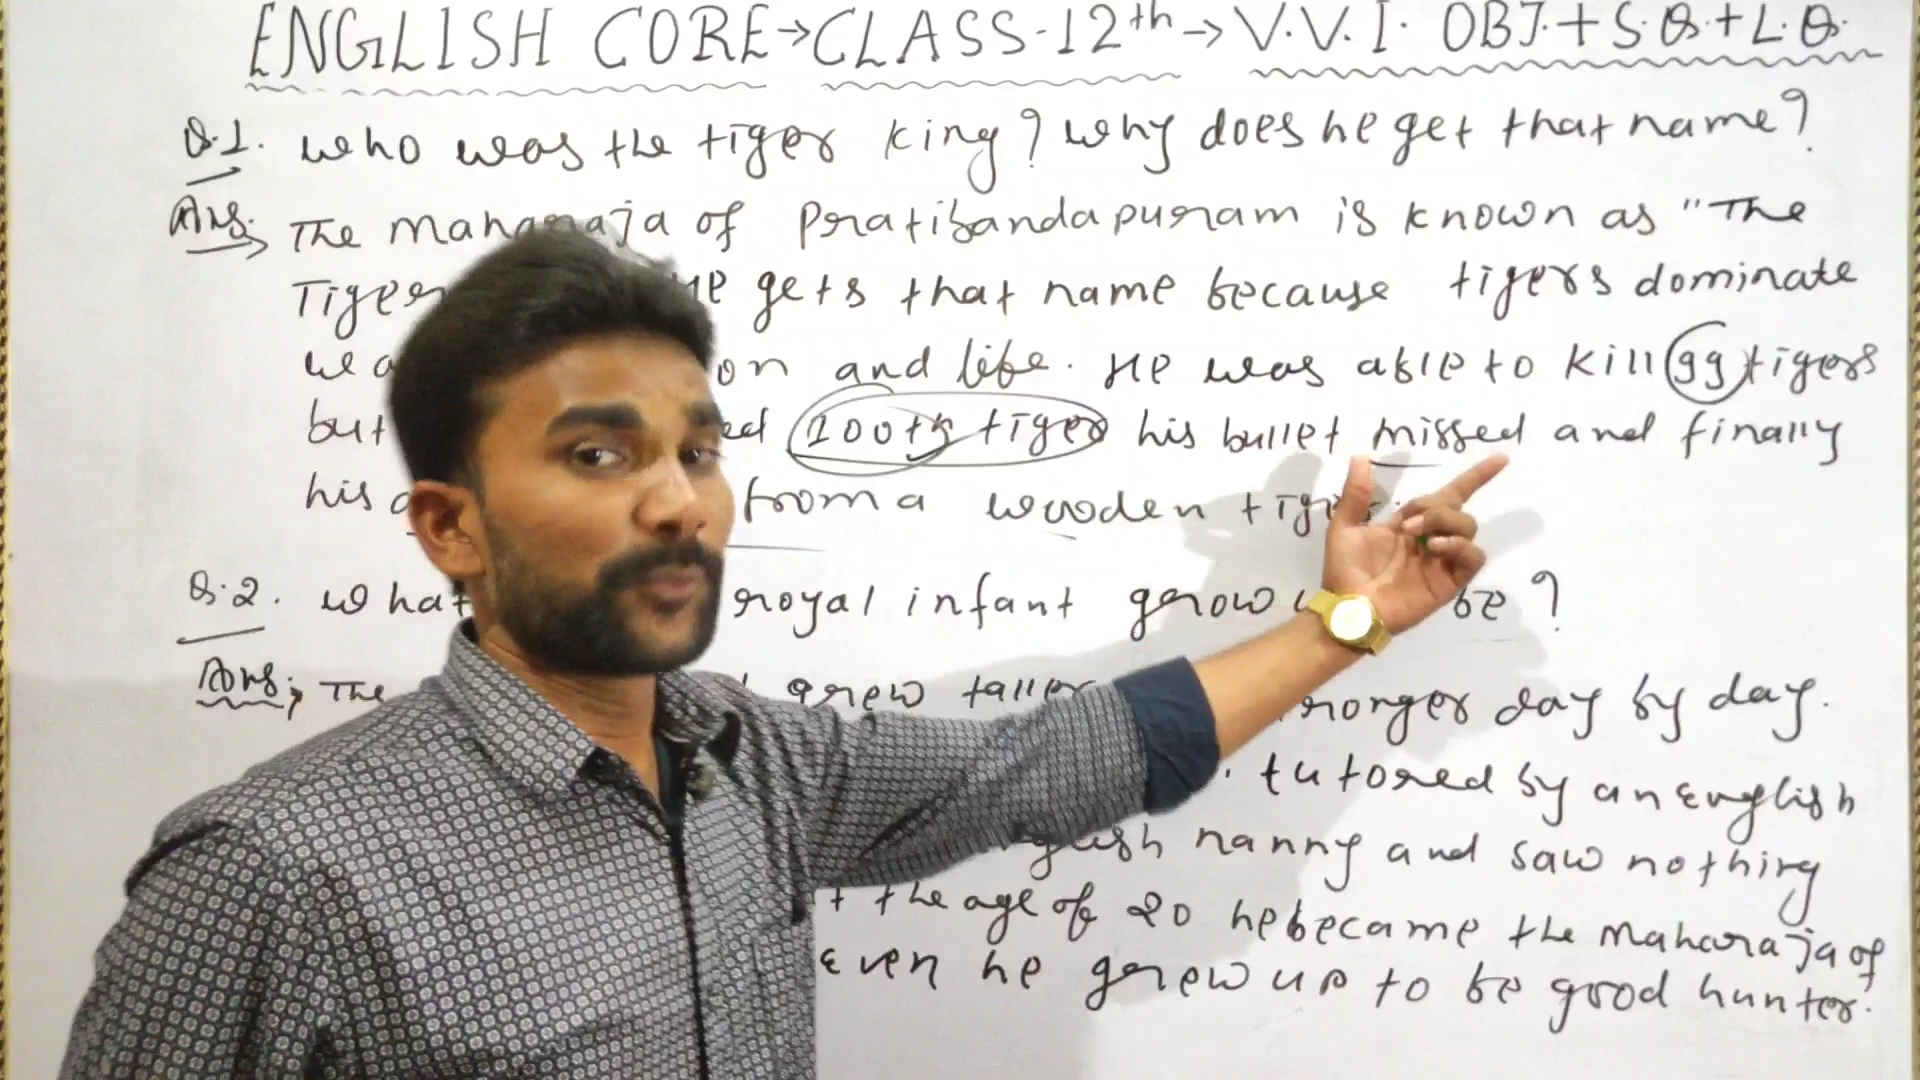 ENGLISH CORE→CLASS-12th→V.V.I. OBJ.+S.Q.+L.Q.
Q.1. Who was the tiger king? Why does he get that name?
Ans. The Maharaja of Pratibandapuram is known as "The
Tiger he gets that name because tigers dominate
on and life. He was able to kill 99 tigers
but 100th tiger his bullet missed and finally
his from a wooden tiger.
Q.2. What royal infant grow be?
Ans. The grew taller stronger day by day.
tutored by an English
English nanny and saw nothing
the age of 20 he became the Maharaja of
Even he grew up to be good hunter.